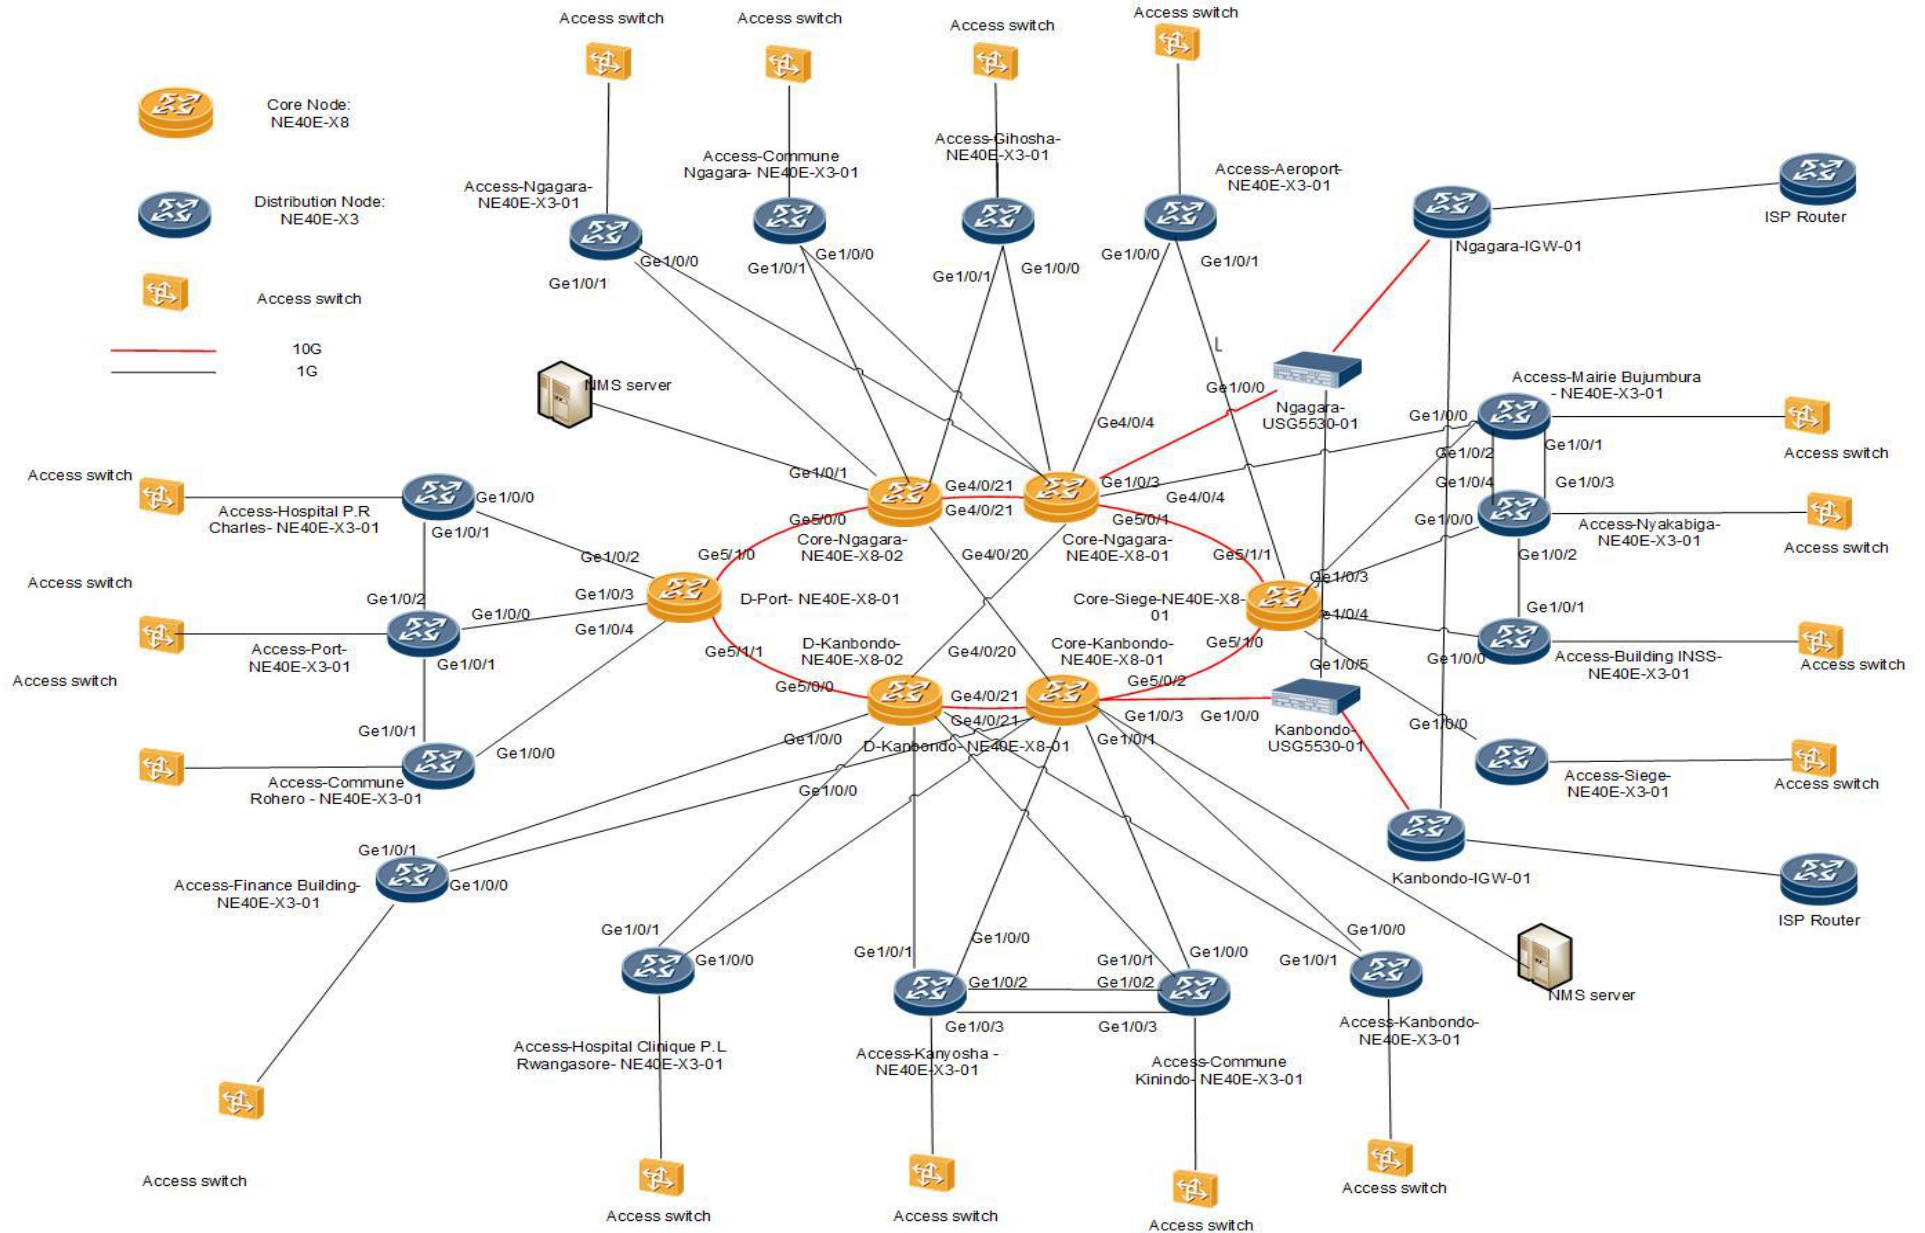 Access switch
Access switch
Access switch
Access switch
Core Node:
NE40E-X8
Distribution Node:
NE40E-X3
Access switch
10G
1G
Access-Ngagara-
NE40E-X3-01
Access-Commune
Ngagara- NE40E-X3-01
Access-Gihosha-
NE40E-X3-01
Access-Aeroport-
NE40E-X3-01
ISP Router
Ngagara-IGW-01
Ge1/0/0
Ge1/0/1
Ge1/0/0
Ge1/0/1
Ge1/0/0
Ge1/0/1
Ge1/0/0
Ge1/0/1
L
NMS server
Ge1/0/0
Ngagara-
USG5530-01
Access-Mairie Bujumbura
- NE40E-X3-01
Ge1/0/0
Ge1/0/1
Ge1/0/2
Access switch
Ge4/0/4
Ge1/0/1
Ge4/0/21
Ge4/0/21
Ge1/0/3
Ge4/0/4
Ge1/0/4
Ge1/0/3
Ge1/0/0
Access-Nyakabiga-
NE40E-X3-01
Access switch
Access switch
Ge1/0/0
Access-Hospital P.R
Charles- NE40E-X3-01
Ge1/0/1
Ge5/0/0
Core-Ngagara-
NE40E-X8-02
Ge4/0/20
Ge5/0/1
Core-Ngagara-
NE40E-X8-01
Ge5/1/1
Ge1/0/2
Ge5/1/0
Ge1/0/2
Access switch
Ge1/0/2
Ge1/0/0
Ge1/0/3
Ge1/0/4
D-Port- NE40E-X8-01
Core-Siege-NE40E-X8-
01
Ge1/0/3
Ge1/0/4
Ge1/0/1
Access-Port-
NE40E-X3-01
Ge1/0/1
Ge5/1/1
D-Kanbondo-
NE40E-X8-02
Ge4/0/20
Core-Kanbondo-
NE40E-X8-01
Ge5/1/0
Ge1/0/5
Ge1/0/0
Access-Building INSS-
NE40E-X3-01
Access switch
Access switch
Ge5/0/0
Ge4/0/21
Ge4/0/21
Ge5/0/2
Ge1/0/3
Ge1/0/0
Ge1/0/1
Kanbondo-
USG5530-01
Ge1/0/0
Ge1/0/1
Ge1/0/0
Ge1/0/0
D-Kanbondo- NE40E-X8-01
Access-Commune
Rohero - NE40E-X3-01
Ge1/0/0
Access-Siege-
NE40E-X3-01
Access switch
Ge1/0/1
Access-Finance Building-
NE40E-X3-01
Ge1/0/0
Kanbondo-IGW-01
ISP Router
Ge1/0/1
Ge1/0/0
Ge1/0/1
Ge1/0/0
Ge1/0/1
Ge1/0/0
Ge1/0/0
Ge1/0/1
Ge1/0/2
Ge1/0/2
Ge1/0/3
Ge1/0/3
NMS server
Access-Hospital Clinique P.L
Rwangasore- NE40E-X3-01
Access-Kanyosha -
NE40E-X3-01
Access-Commune
Kinindo- NE40E-X3-01
Access-Kanbondo-
NE40E-X3-01
Access switch
Access switch
Access switch
Access switch
Access switch